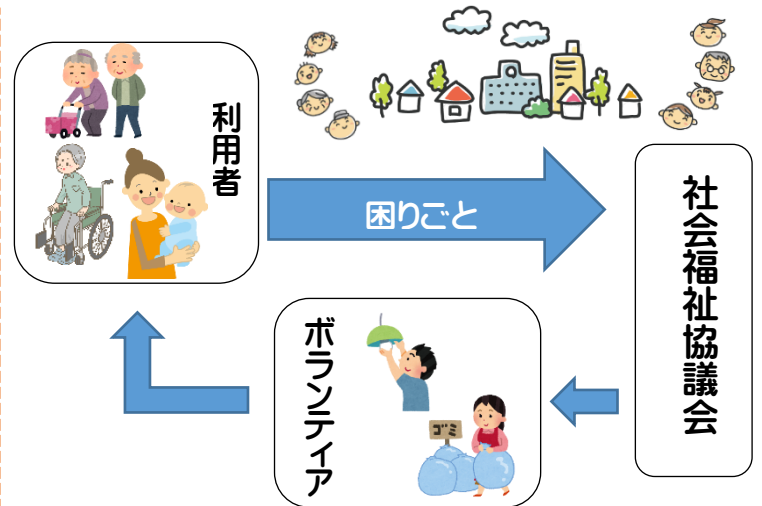 利用者
困りごと
社会福祉協議会
ボランティア
ゴミ